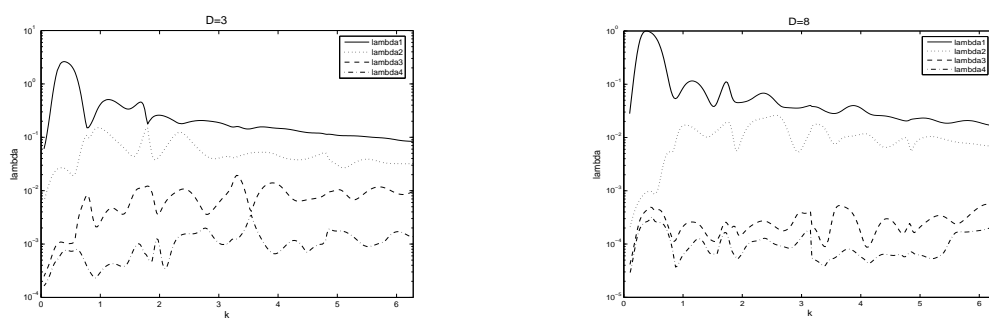 D=3
10^1
10^0
10^-1
10^-2
10^-3
10^-4
lambda
0 1 2 3 4 5 6
k
lambda1
lambda2
lambda3
lambda4
D=8
10^0
10^-1
10^-2
10^-3
10^-4
10^-5
lambda
0 1 2 3 4 5 6
k
lambda1
lambda2
lambda3
lambda4